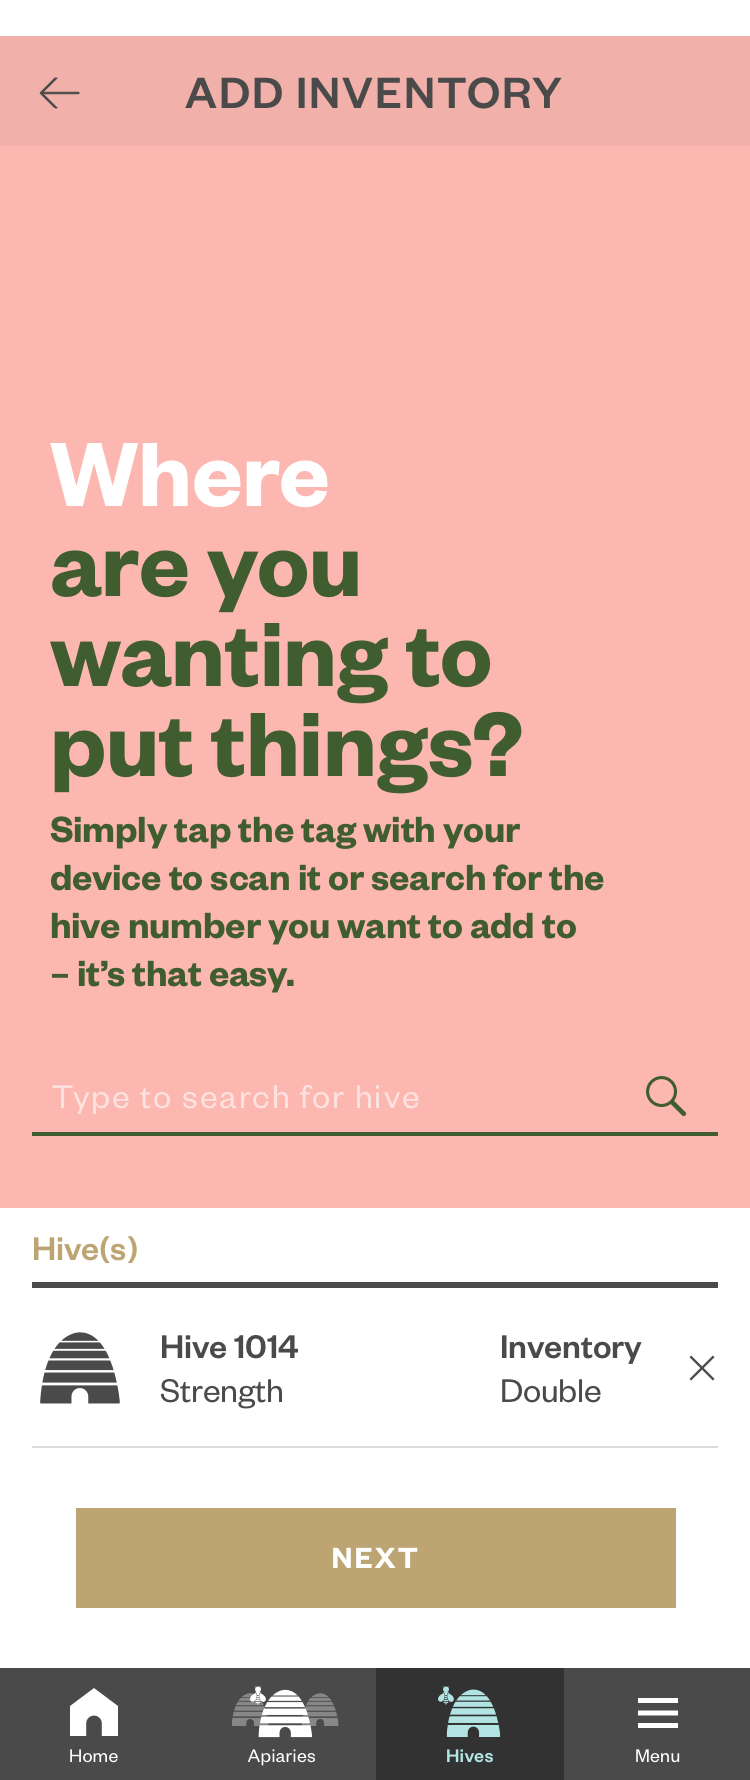 ADD INVENTORY
Where
are you
wanting to
put things?
Simply tap the tag with your
device to scan it or search for the
hive number you want to add to
– it’s that easy.
Type to search for hive
Hive(s)
Hive 1014 Inventory
Strength Double
NEXT
Home Apiaries Hives Menu